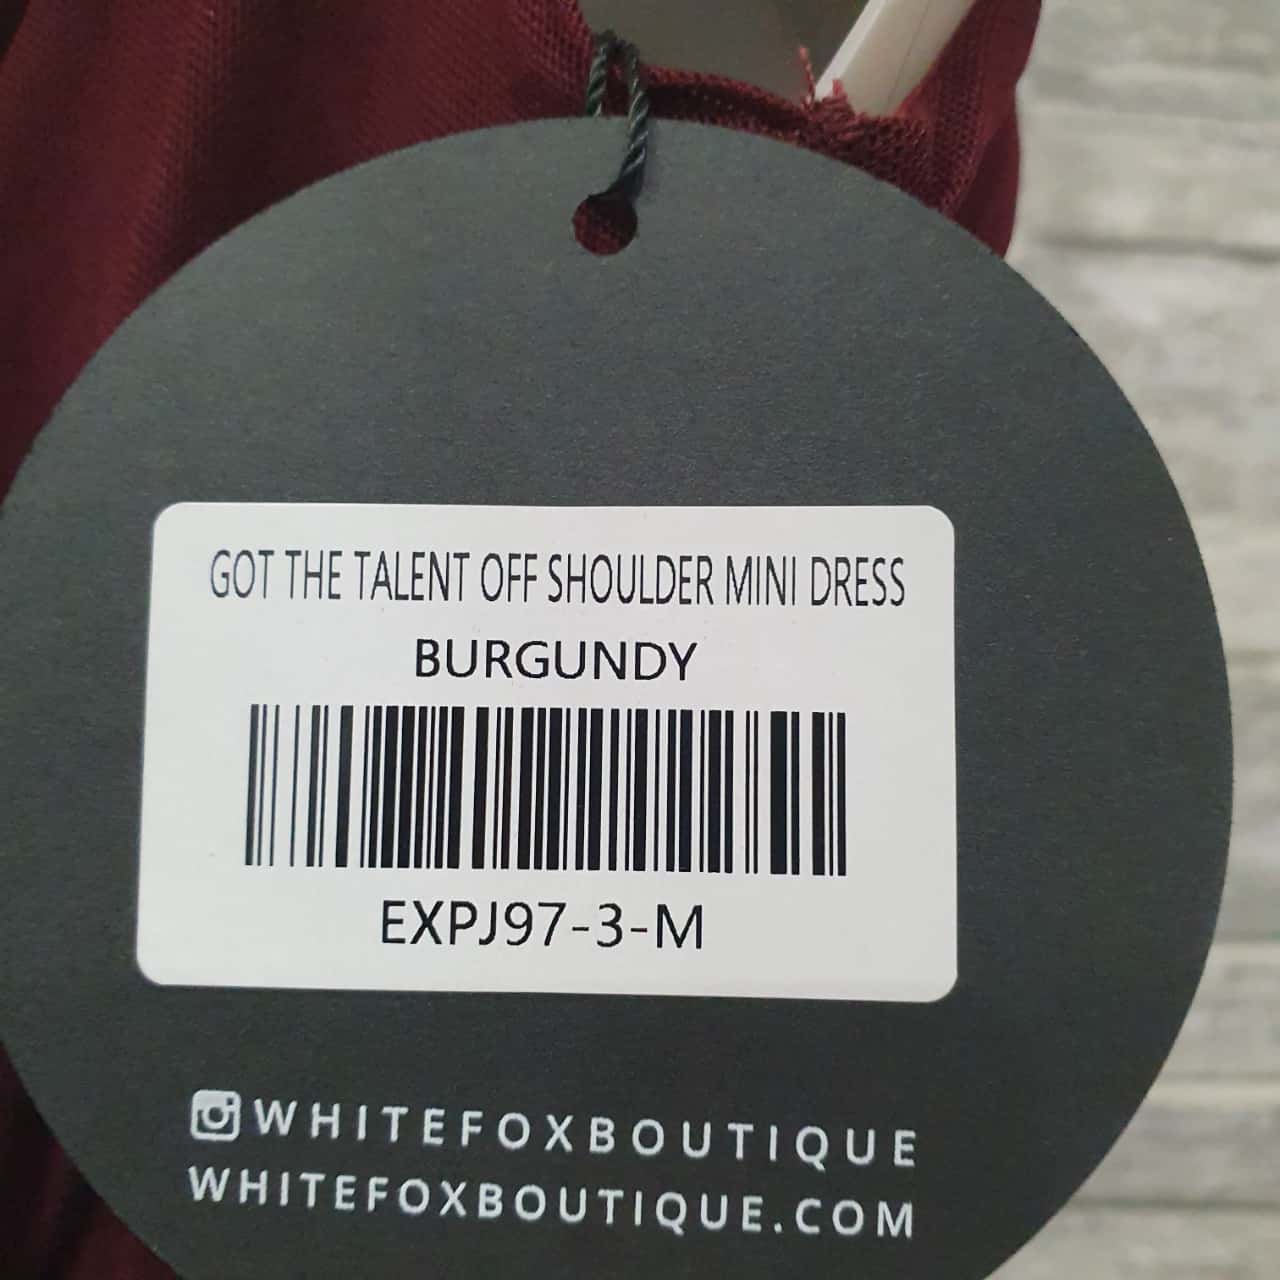 GOT THE TALENT OFF SHOULDER MINI DRESS
BURGUNDY
EXPJ97-3-M
WHITEFOXBOUTIQUE
WHITEFOXBOUTIQUE.COM